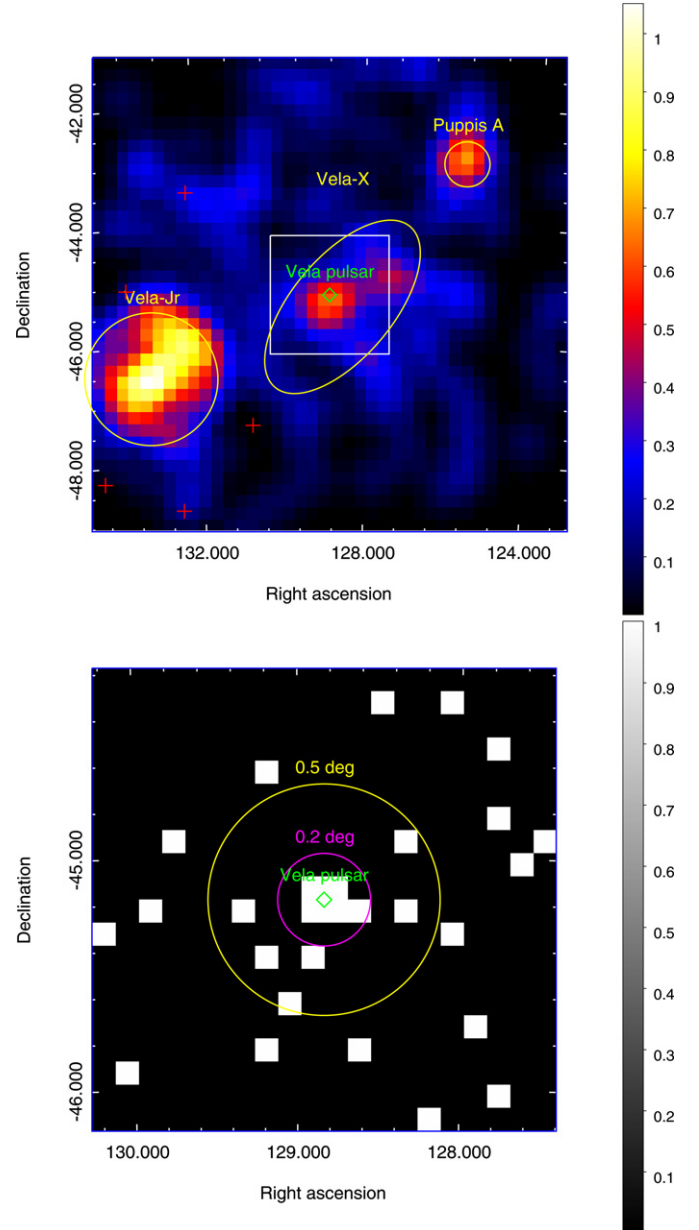 1
0.9
0.8
0.7
0.6
0.5
0.4
0.3
0.2
0.1
-42.000
-44.000
-46.000
-48.000
Declination
Puppis A
Vela-X
Vela pulsar
Vela-Jr
132.000
128.000
124.000
Right ascension
1
0.9
0.8
0.7
0.6
0.5
0.4
0.3
0.2
0.1
-45.000
-46.000
Declination
0.5 deg
0.2 deg
Vela pulsar
130.000
129.000
128.000
Right ascension